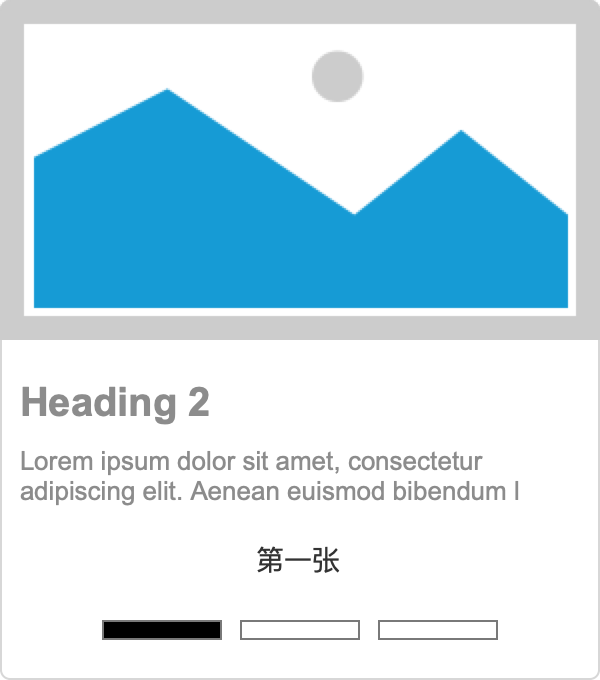 Heading 2
Lorem ipsum dolor sit amet, consectetur
adipiscing elit. Aenean euismod bibendum l
第一张